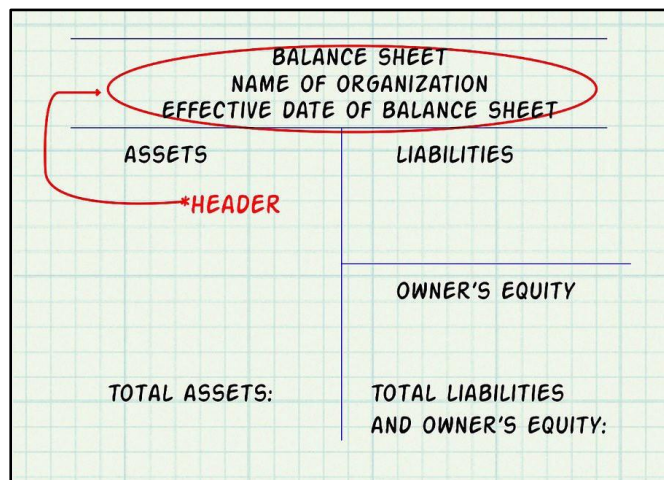 BALANCE SHEET
NAME OF ORGANIZATION
EFFECTIVE DATE OF BALANCE SHEET
ASSETS
LIABILITIES
*HEADER
OWNER'S EQUITY
TOTAL ASSETS:
TOTAL LIABILITIES
AND OWNER'S EQUITY: